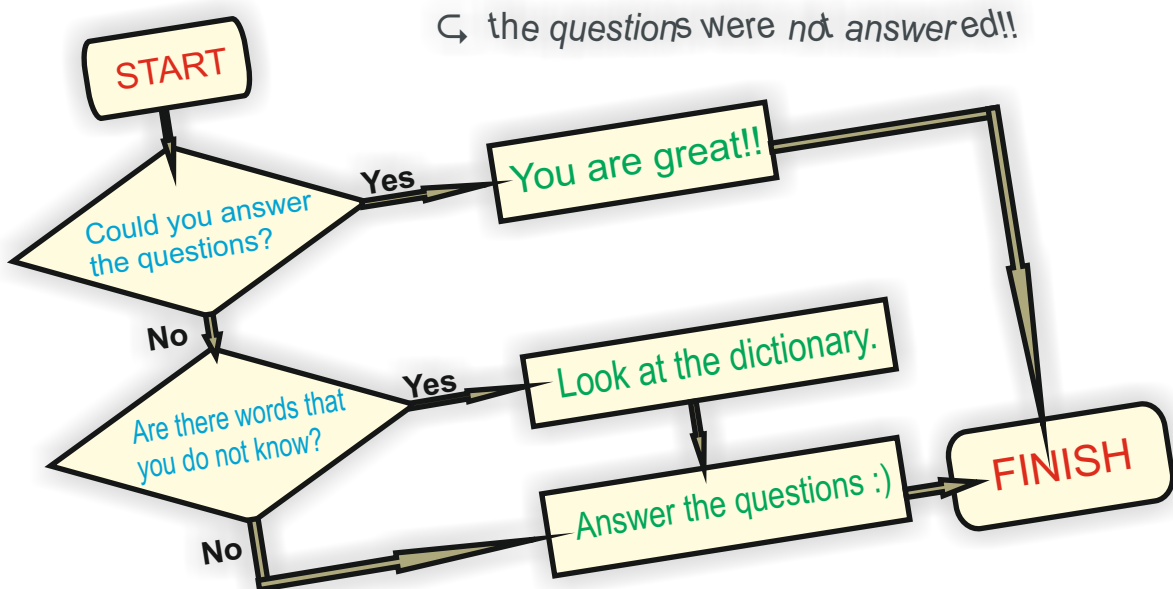 ↪ the questions were not answered!!
START
Could you answer
the questions?
Yes
You are great!!
No
Are there words that
you do not know?
Yes
Look at the dictionary.
No
Answer the questions :)
FINISH